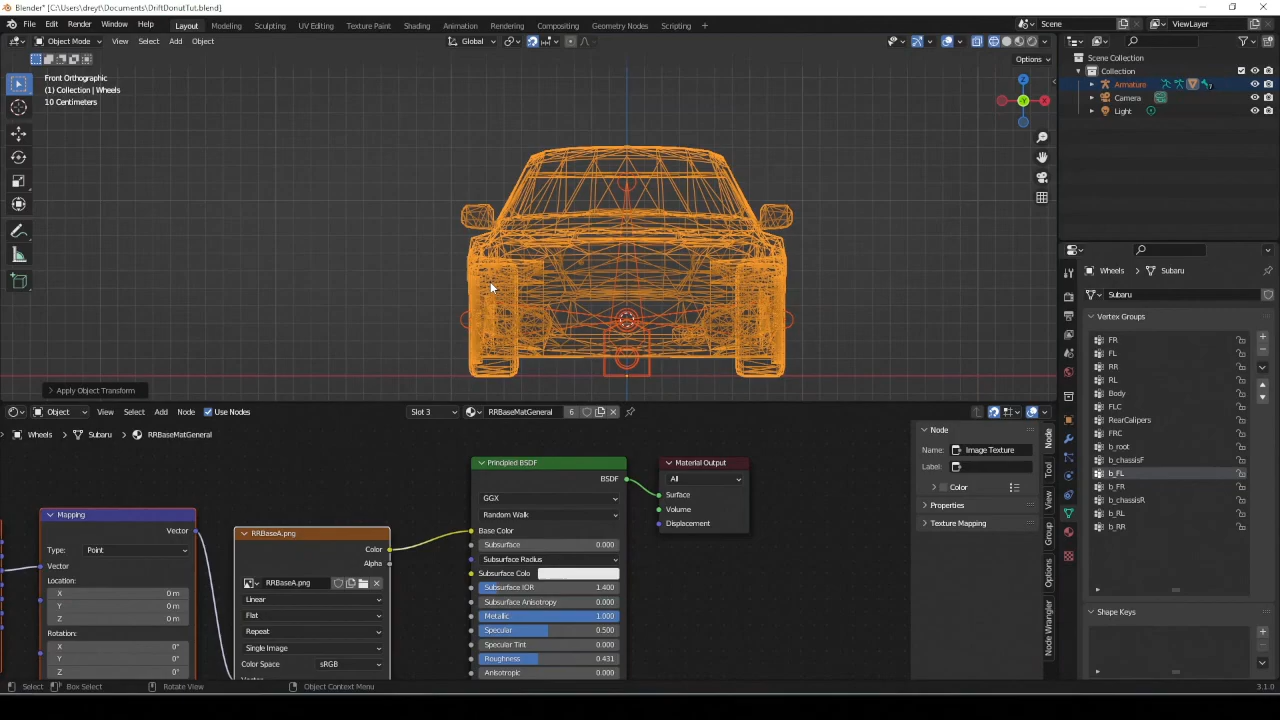 Blender* [C:\Users\dreyt\Documents\DriftDonutTut.blend]
File Edit Render Window Help Layout Modeling Sculpting UV Editing Texture Paint Shading Animation Rendering Compositing Geometry Nodes Scripting Scene ViewLayer
Object Mode View Select Add Object Global
Options
Front Orthographic
(1) Collection | Wheels
10 Centimeters
Z
-Y
X
Apply Object Transform
Scene Collection
Collection
Armature 7
Camera
Light
Wheels Subaru
Subaru
Vertex Groups
FR
FL
RR
RL
Body
FLC
RearCalipers
FRC
b_root
b_chassisF
b_FL
b_FR
b_chassisR
b_RL
b_RR
Shape Keys
Object View Select Add Node Use Nodes Slot 3 RRBaseMatGeneral 6
Wheels Subaru RRBaseMatGeneral
Mapping
Vector
Type: Point
Vector
Location:
X 0 m
Y 0 m
Z 0 m
Rotation:
X 0°
Y 0°
Z 0°
RRBaseA.png
Color
Alpha
RRBaseA.png
Linear
Flat
Repeat
Single Image
Color Space sRGB
Principled BSDF
BSDF
GGX
Random Walk
Base Color
Subsurface 0.000
Subsurface Radius
Subsurface Colo
Subsurface IOR 1.400
Subsurface Anisotropy 0.000
Metallic 1.000
Specular 0.500
Specular Tint 0.000
Roughness 0.431
Anisotropic 0.000
Material Output
All
Surface
Volume
Displacement
Node
Name: Image Texture
Label:
Color
Properties
Texture Mapping
Node
Tool
View
Group
Options
Node Wrangler
Select Box Select Rotate View Object Context Menu 3.1.0